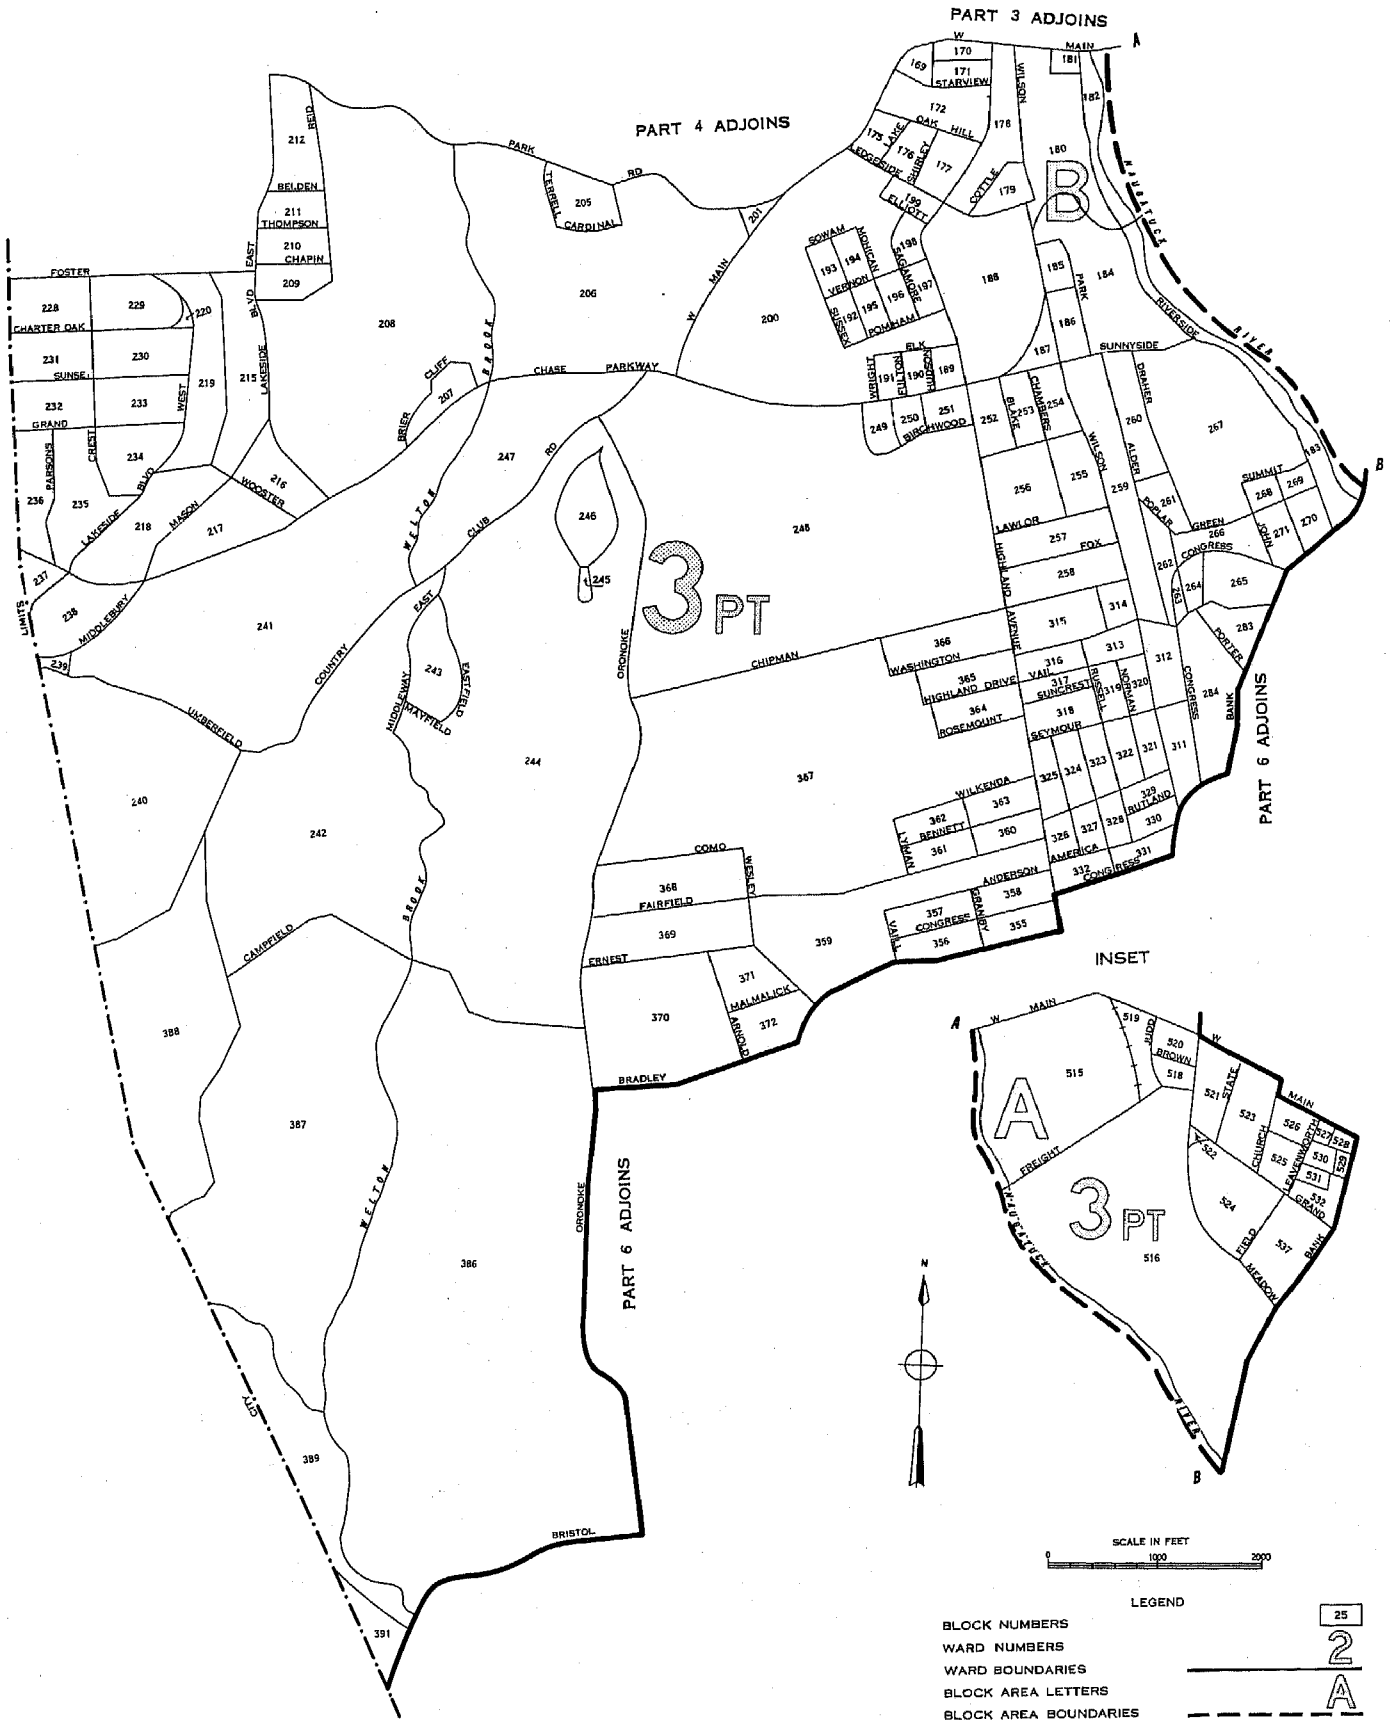 PART 3 ADJOINS
W MAIN
A
170
169
171
STARVIEW
181
WILSON
182
172
OAK HILL
178
PART 4 ADJOINS
175
LAKE
176
SHIRLEY
177
LEDGESIDE
180
NAUGATUCK
RIVER
B
COTTLE
179
199
ELLIOTT
REID
212
BELDEN
211
THOMPSON
210
CHAPIN
209
EAST
BLVD
LAKESIDE
PARK RD
TERRELL
205
CARDINAL
201
W MAIN
206
208
200
SOWAM
193
194
MOHICAN
198
SAGAMORE
VERNON
192
195
196
197
SUSSEX
POMHAM
188
185
PARK
184
186
187
RIVERSIDE
SUNNYSIDE
ELK
WRIGHT
191
FULTON
190
HUDSON
189
FOSTER
228
229
220
CHARTER OAK
231
230
219
215
232
233
WEST
GRAND
PARSONS
CREST
234
BLVD
236
235
LAKESIDE
218
MASON
217
WOOSTER
216
237
238
MIDDLEBURY
239
LIMITS
BRIER
CLIFF
207
BROOK
WELTON
CHASE PARKWAY
247
CLUB
RD
COUNTRY
246
245
248
3 PT
249
250
251
BIRCHWOOD
252
BLAKE
253
CHAMBERS
254
DRAHER
260
267
WILSON
ALDER
255
256
259
261
POPLAR
SUMMIT
268
269
183
B
LAWLOR
257
FOX
258
GREEN
266
CONGRESS
JOHN
271
270
262
263
264
265
HIGHLAND
AVENUE
314
315
313
312
PORTER
283
284
BANK
PART 6 ADJOINS
241
UMBERFIELD
240
242
EAST
243
EASTFIELD
MIDDLEWAY
MAYFIELD
244
ORONOKE
CHIPMAN
366
WASHINGTON
365
HIGHLAND DRIVE
364
ROSEMOUNT
VAILL
316
317
SUNCREST
318
SEYMOUR
RUSSELL
319
NORMAN
320
CONGRESS
311
367
325
324
323
322
321
WILKENDA
362
363
BENNETT
LYMAN
361
360
329
RUTLAND
326
327
328
330
AMERICA
331
332
CONGRESS
COMO
368
WESLEY
FAIRFIELD
369
ERNEST
359
ANDERSON
358
357
CONGRESS
GRANBY
VAILL
356
355
371
MALMALICK
370
ARNOLD
372
BRADLEY
CAMPFIELD
BROOK
388
387
WELTON
386
ORONOKE
PART 6 ADJOINS
CITY
389
BRISTOL
391
INSET
A
W MAIN
519
JUDD
520
BROWN
518
W MAIN
515
521
STATE
523
A
CHURCH
526
LEAVENWORTH
527
528
525
530
529
531
532
GRAND
FREIGHT
522
524
3 PT
516
FIELD
537
MEADOW
BANK
NAUGATUCK
RIVER
B
N
SCALE IN FEET
0 1000 2000
LEGEND
BLOCK NUMBERS 25
WARD NUMBERS 2
WARD BOUNDARIES
BLOCK AREA LETTERS A
BLOCK AREA BOUNDARIES